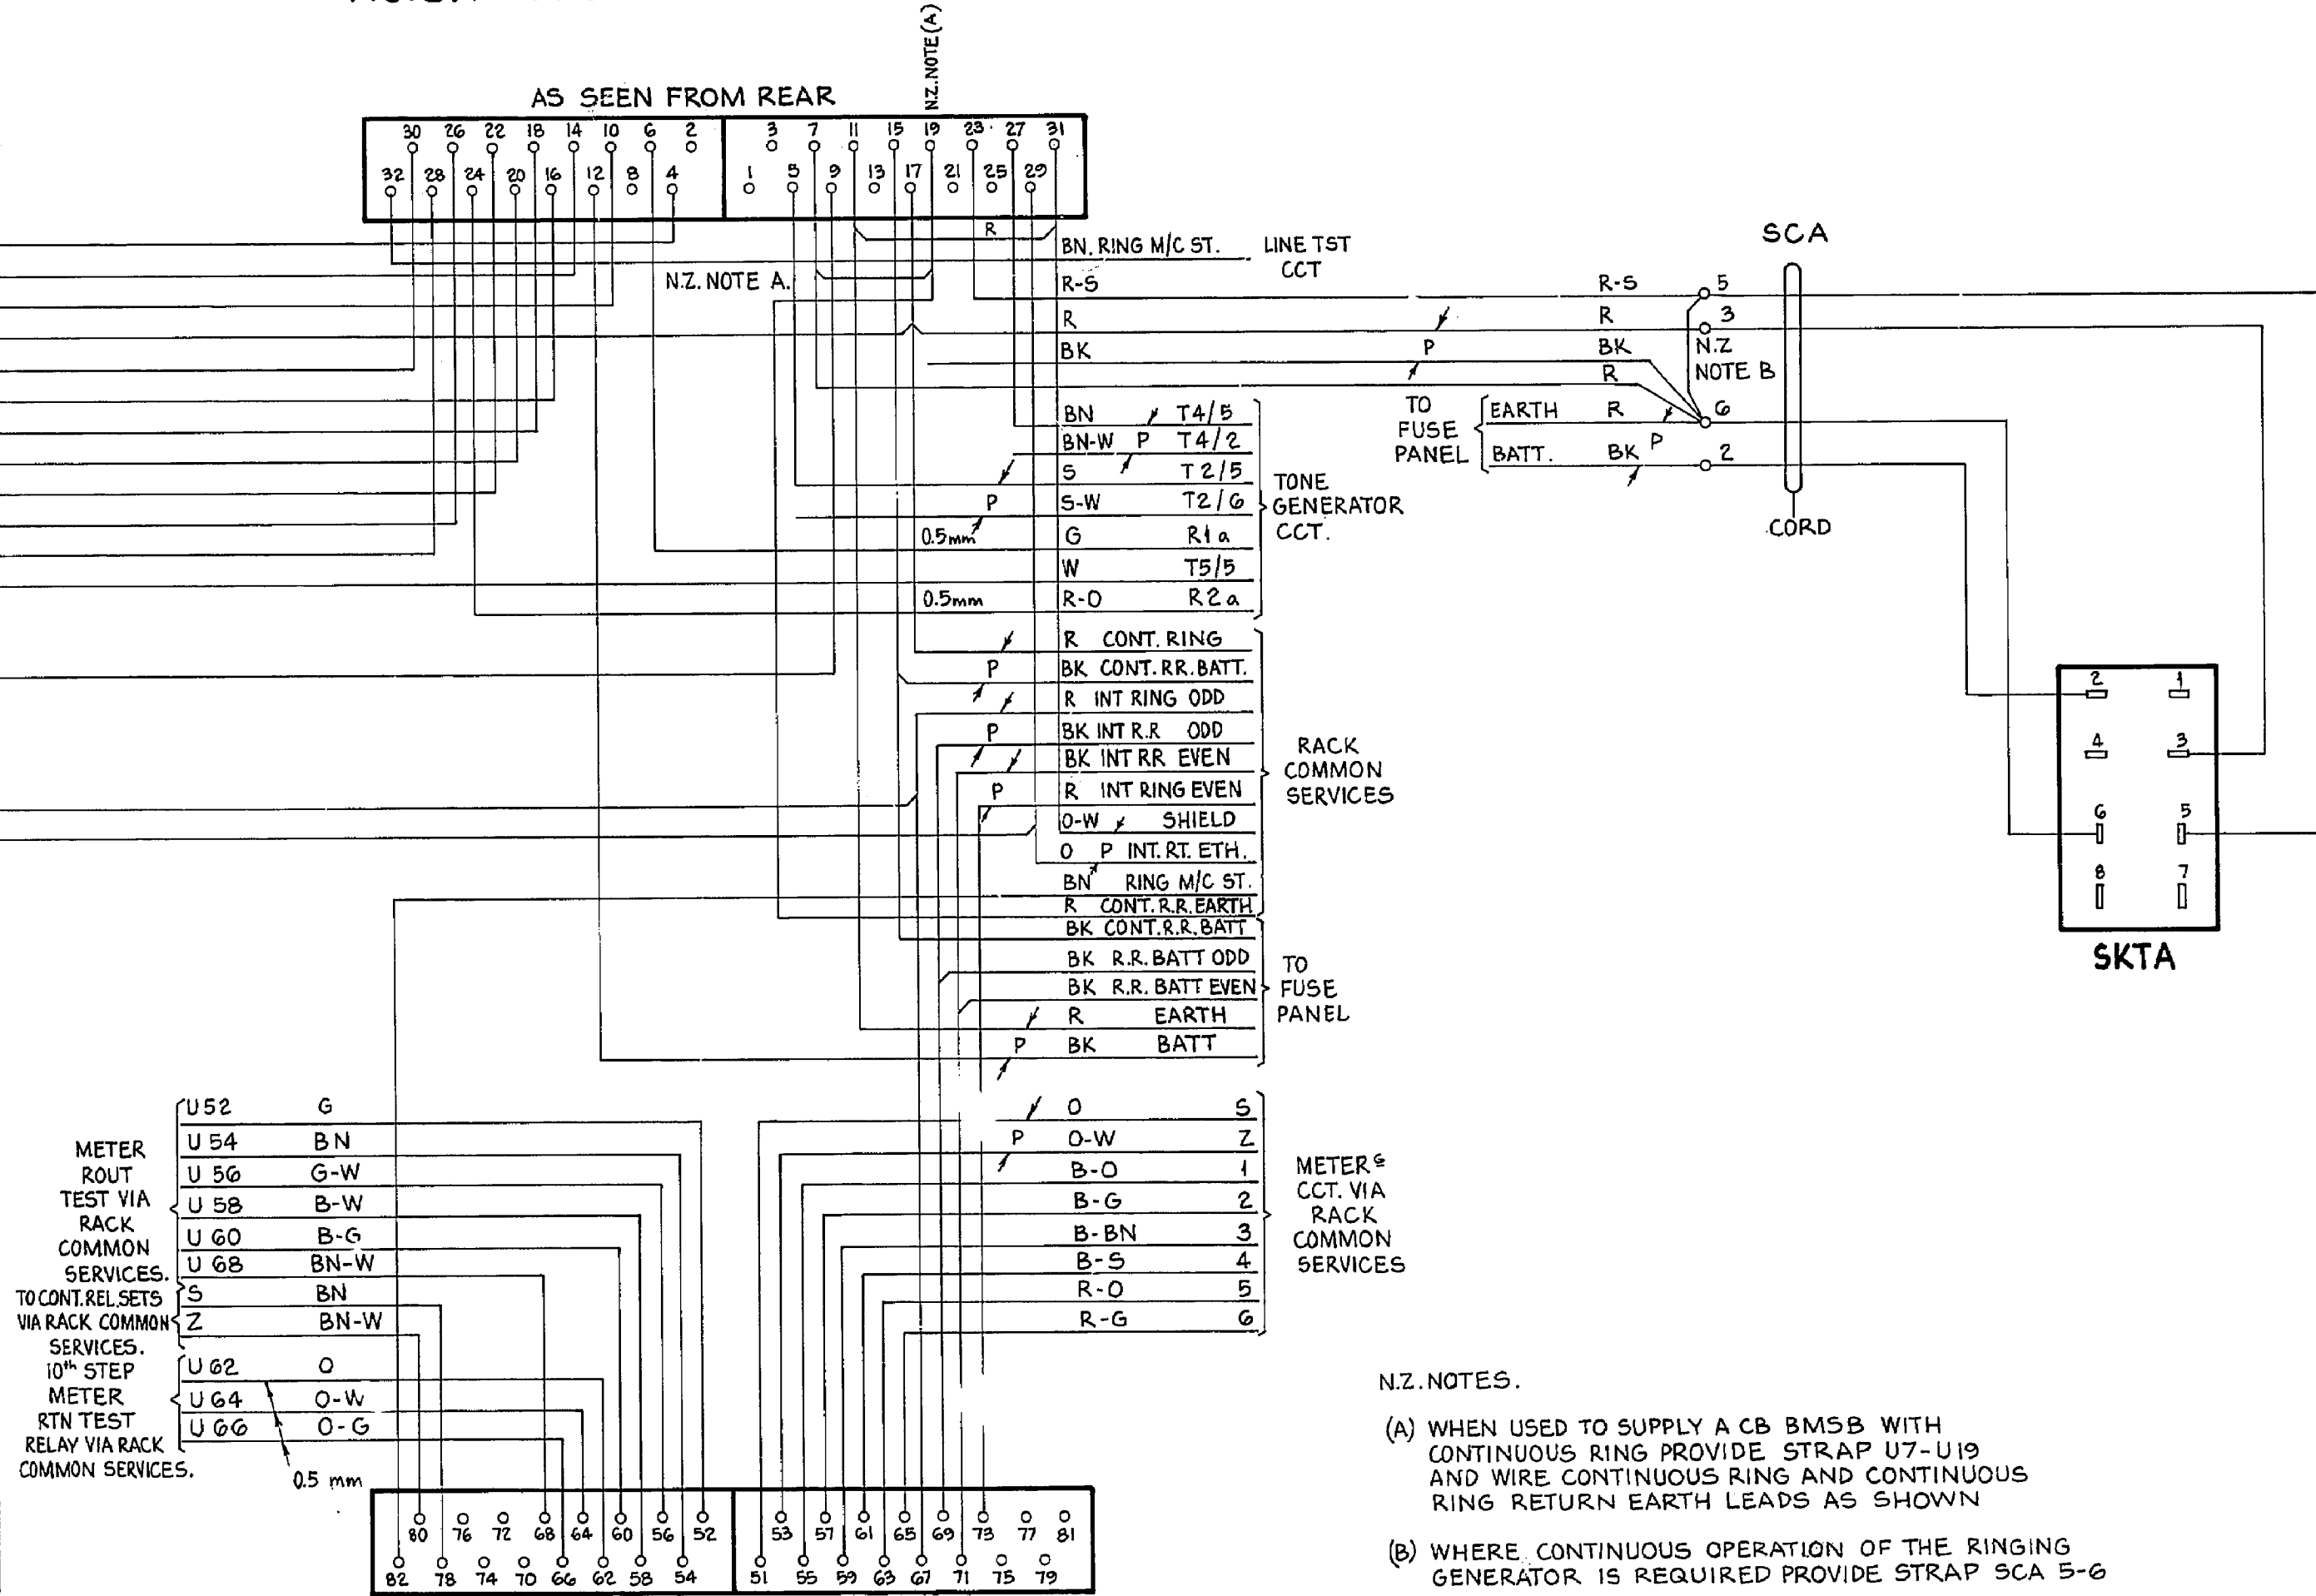 N.Z. NOTE (A)
AS SEEN FROM REAR
30 26 22 18 14 10 6 2 3 7 11 15 19 23 27 31
32 28 24 20 16 12 8 4 1 5 9 13 17 21 25 29
R
BN. RING M/C ST. LINE TST
CCT
N.Z. NOTE A.
R-S R-S 5
SCA
R R 3
BK P BK N.Z
NOTE B
R
TO
FUSE
PANEL
EARTH R 6
P
BATT. BK 2
CORD
BN T4/5
BN-W P T4/2
S T2/5
P S-W T2/6
0.5mm G R1a
W T5/5
0.5mm R-O R2a
TONE
GENERATOR
CCT.
R CONT. RING
P BK CONT. RR. BATT.
R INT RING ODD
P BK INT R.R ODD
BK INT RR EVEN
P R INT RING EVEN
O-W SHIELD
O P INT. RT. ETH.
BN RING M/C ST.
R CONT. R.R. EARTH
RACK
COMMON
SERVICES
BK CONT. R.R. BATT
BK R.R. BATT ODD
BK R.R. BATT EVEN
R EARTH
P BK BATT
TO
FUSE
PANEL
2 1
4 3
6 5
8 7
SKTA
METER
ROUT
TEST VIA
RACK
COMMON
SERVICES.
U52 G
U 54 BN
U 56 G-W
U 58 B-W
U 60 B-G
U 68 BN-W
TO CONT. REL. SETS
VIA RACK COMMON
SERVICES.
S BN
Z BN-W
10th STEP
METER
RTN TEST
RELAY VIA RACK
COMMON SERVICES.
U 62 O
U 64 O-W
U 66 O-G
0.5 mm
O S
P O-W Z
B-O 1
B-G 2
B-BN 3
B-S 4
R-O 5
R-G 6
METER G
CCT. VIA
RACK
COMMON
SERVICES
80 76 72 68 64 60 56 52 53 57 61 65 69 73 77 81
82 78 74 70 66 62 58 54 51 55 59 63 67 71 75 79
N.Z. NOTES.
(A) WHEN USED TO SUPPLY A CB BMSB WITH
CONTINUOUS RING PROVIDE STRAP U7-U19
AND WIRE CONTINUOUS RING AND CONTINUOUS
RING RETURN EARTH LEADS AS SHOWN
(B) WHERE CONTINUOUS OPERATION OF THE RINGING
GENERATOR IS REQUIRED PROVIDE STRAP SCA 5-6